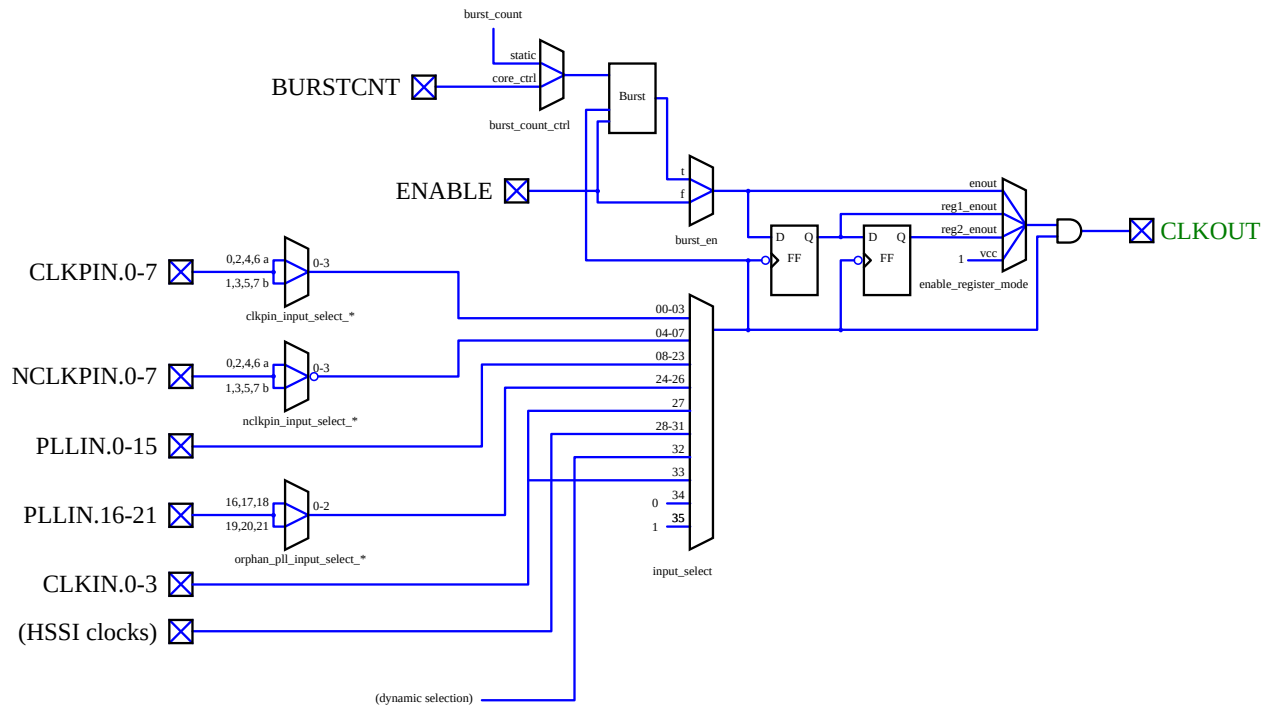 burst_count
static
BURSTCNT
core_ctrl
Burst
burst_count_ctrl
t
ENABLE
f
enout
burst_en
reg1_enout
D Q
FF
D Q
FF
reg2_enout
1 vcc
enable_register_mode
CLKOUT
CLKPIN.0-7
0,2,4,6 a
1,3,5,7 b
0-3
clkpin_input_select_*
NCLKPIN.0-7
0,2,4,6 a
1,3,5,7 b
0-3
nclkpin_input_select_*
PLLIN.0-15
PLLIN.16-21
16,17,18
19,20,21
0-2
orphan_pll_input_select_*
CLKIN.0-3
(HSSI clocks)
(dynamic selection)
00-03
04-07
08-23
24-26
27
28-31
32
33
34
0
35
1
input_select